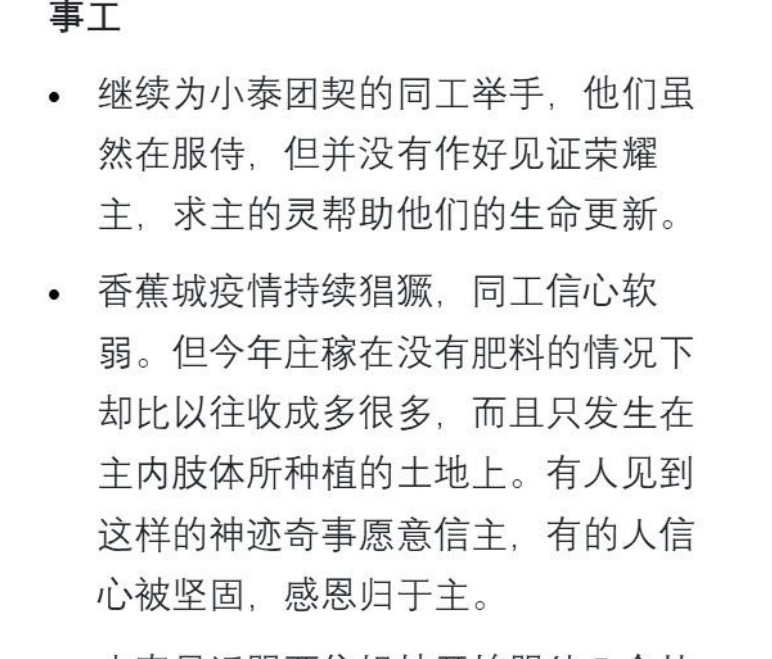 事工
• 继续为小泰团契的同工举手，他们虽
然在服侍，但并没有作好见证荣耀
主，求主的灵帮助他们的生命更新。
• 香蕉城疫情持续猖獗，同工信心软
弱。但今年庄稼在没有肥料的情况下
却比以往收成多很多，而且只发生在
主内肢体所种植的土地上。有人见到
这样的神迹奇事愿意信主，有的人信
心被坚固，感恩归于主。